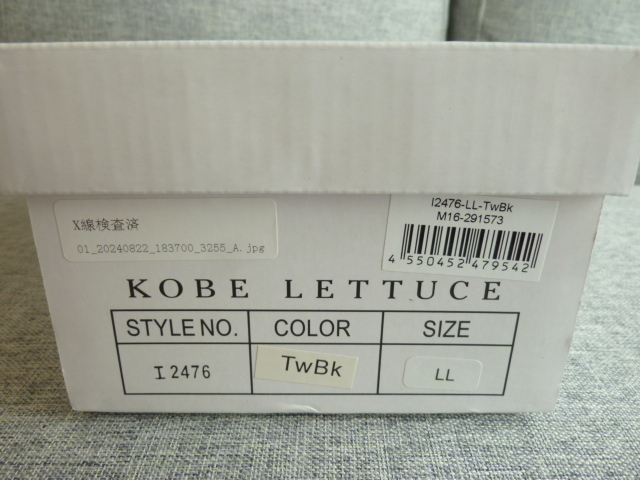 X線検査済
01_20240822_183700_3255_A.jpg
I2476-LL-TwBk
M16-291573
4 550452 479542
KOBE LETTUCE
STYLE NO. COLOR SIZE
I2476 TwBk LL